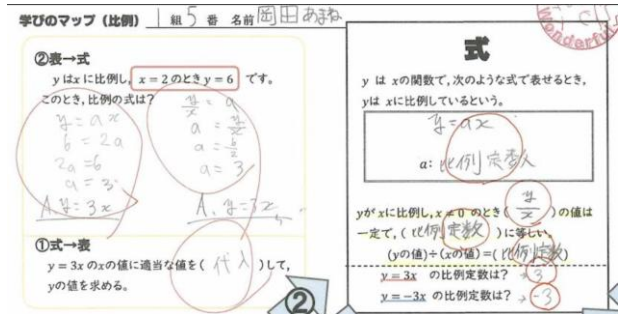 学びのマップ（比例） 1組 5番 名前 岡田あまね
②表→式
yはxに比例し，x＝2のときy＝6 です。
このとき，比例の式は？
y=ax
6=2a
2a=6
a=3
A. y=3x
y/x=a
a=y/x
a=6/2
a=3
A. y=3x
①式→表
y＝3xのxの値に適当な値を(代入)して，
yの値を求める。
②
Wonderful
式
y は xの関数で，次のような式で表せるとき，
yは xに比例しているという。
y=ax
a: 比例定数
yがxに比例し，x≠0 のとき( y/x )の値は
一定で，(比例定数)に等しい。
(yの値)÷(xの値)＝(比例定数)
y＝3x の比例定数は？→3
y＝−3x の比例定数は？→-3